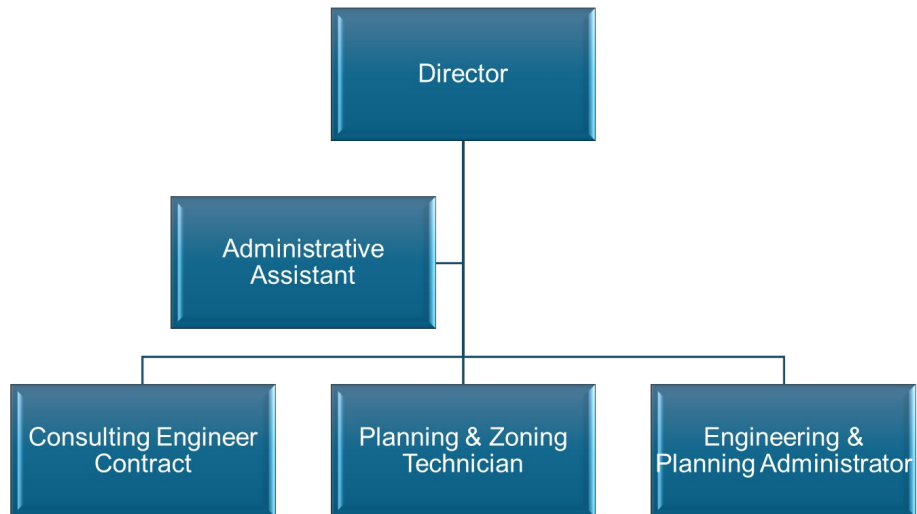 Director
Administrative
Assistant
Consulting Engineer
Contract
Planning & Zoning
Technician
Engineering &
Planning Administrator